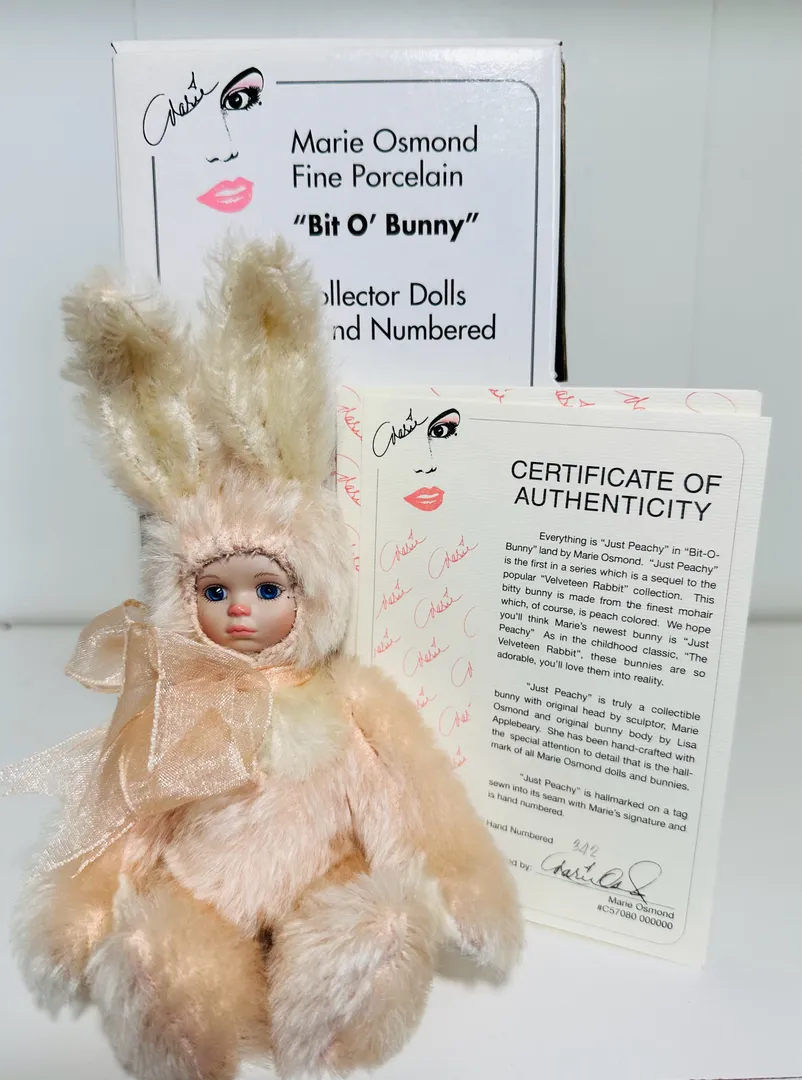 Marie
Marie Osmond
Fine Porcelain
"Bit O' Bunny"
ollector Dolls
nd Numbered
Marie
CERTIFICATE OF
AUTHENTICITY
Everything is "Just Peachy" in "Bit-O-
Bunny" land by Marie Osmond. "Just Peachy"
is the first in a series which is a sequel to the
popular "Velveteen Rabbit" collection. This
bitty bunny is made from the finest mohair
which, of course, is peach colored. We hope
you'll think Marie's newest bunny is "Just
Peachy" As in the childhood classic, "The
Velveteen Rabbit", these bunnies are so
adorable, you'll love them into reality.
"Just Peachy" is truly a collectible
bunny with original head by sculptor, Marie
Osmond and original bunny body by Lisa
Applebeary. She has been hand-crafted with
the special attention to detail that is the hall-
mark of all Marie Osmond dolls and bunnies.
"Just Peachy" is hallmarked on a tag
sewn into its seam with Marie's signature and
is hand numbered.
Hand Numbered 342
ed by:
Marie Osmond
#C57080 000000